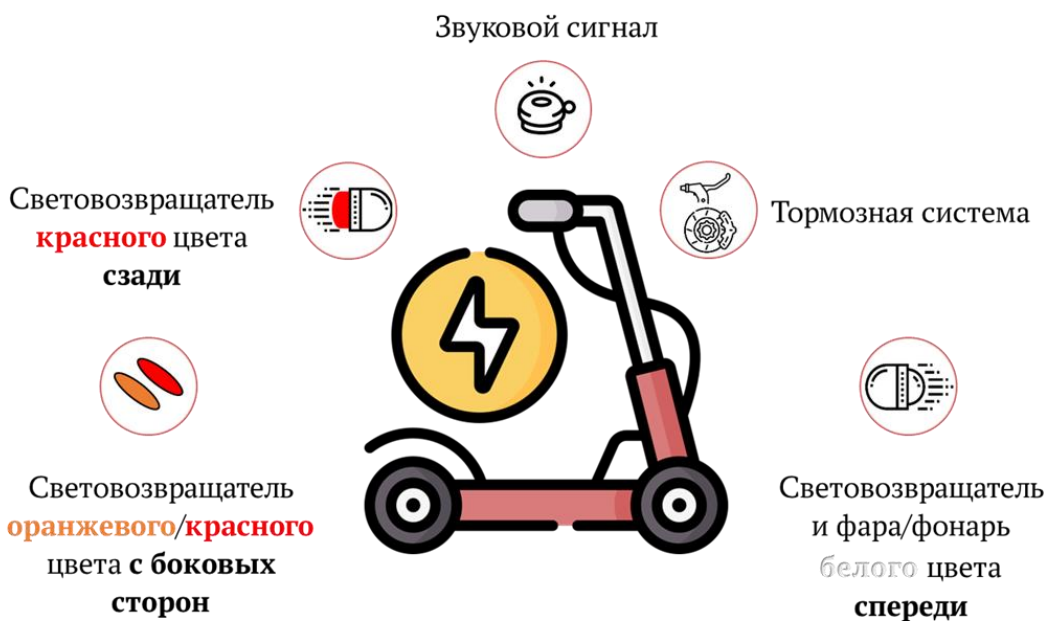 Звуковой сигнал
Световозвращатель
красного цвета
сзади
Тормозная система
Световозвращатель
оранжевого/красного
цвета с боковых
сторон
Световозвращатель
и фара/фонарь
белого цвета
спереди